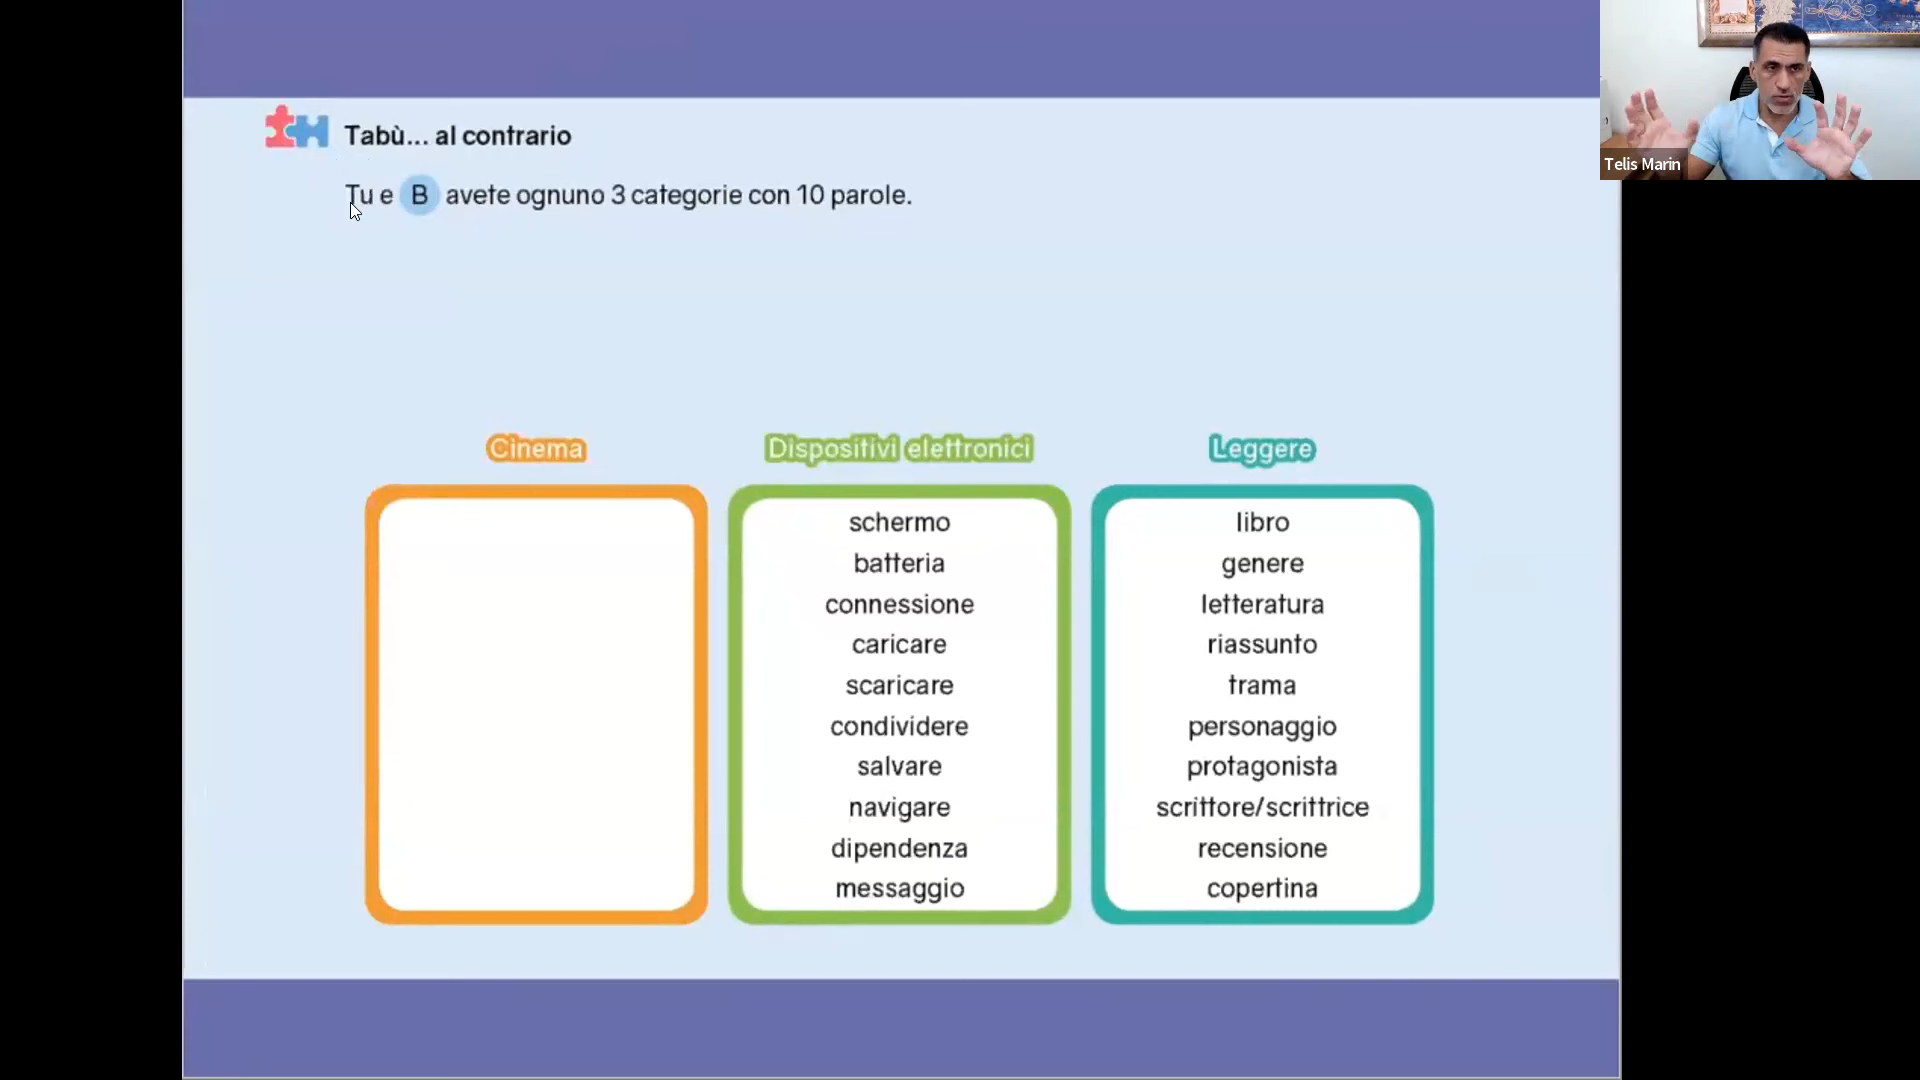 Tabù... al contrario
Tu e B avete ognuno 3 categorie con 10 parole.
Cinema
Dispositivi elettronici
schermo
batteria
connessione
caricare
scaricare
condividere
salvare
navigare
dipendenza
messaggio
Leggere
libro
genere
letteratura
riassunto
trama
personaggio
protagonista
scrittore/scrittrice
recensione
copertina
Telis Marin